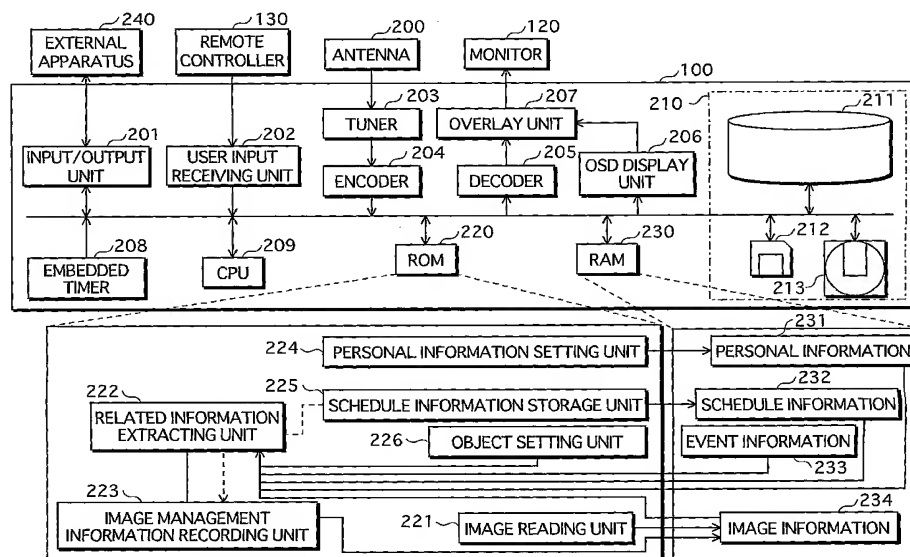 240
130
200
120
EXTERNAL
APPARATUS
REMOTE
CONTROLLER
ANTENNA
MONITOR
100
203
207
210
211
TUNER
OVERLAY UNIT
201
202
204
205
206
INPUT/OUTPUT
UNIT
USER INPUT
RECEIVING UNIT
ENCODER
DECODER
OSD DISPLAY
UNIT
208
209
220
230
212
EMBEDDED
TIMER
CPU
ROM
RAM
213
231
224
PERSONAL INFORMATION SETTING UNIT
PERSONAL INFORMATION
222
225
232
RELATED INFORMATION
EXTRACTING UNIT
SCHEDULE INFORMATION STORAGE UNIT
SCHEDULE INFORMATION
226
OBJECT SETTING UNIT
EVENT INFORMATION
233
223
234
IMAGE MANAGEMENT
INFORMATION RECORDING UNIT
221
IMAGE READING UNIT
IMAGE INFORMATION